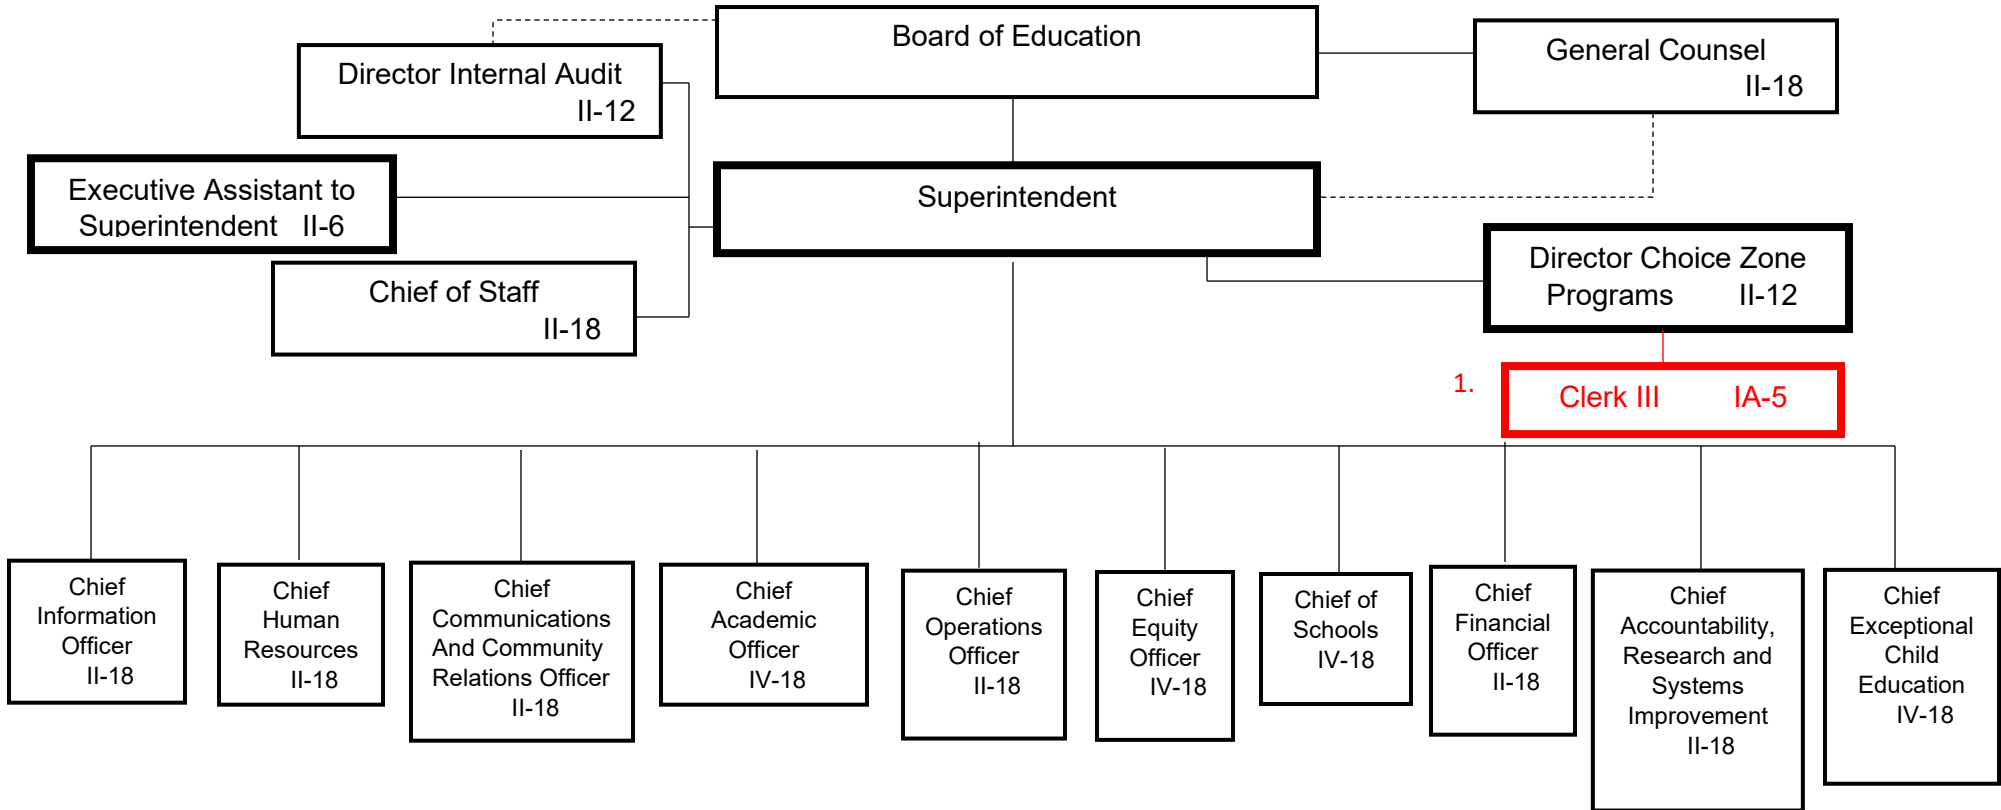 Board of Education
General Counsel
II-18
Director Internal Audit
II-12
Executive Assistant to
Superintendent II-6
Superintendent
Chief of Staff
II-18
Director Choice Zone
Programs II-12
1.
Clerk III IA-5
Chief
Information
Officer
II-18
Chief
Human
Resources
II-18
Chief
Communications
And Community
Relations Officer
II-18
Chief
Academic
Officer
IV-18
Chief
Operations
Officer
II-18
Chief
Equity
Officer
IV-18
Chief of
Schools
IV-18
Chief
Financial
Officer
II-18
Chief
Accountability,
Research and
Systems
Improvement
II-18
Chief
Exceptional
Child
Education
IV-18